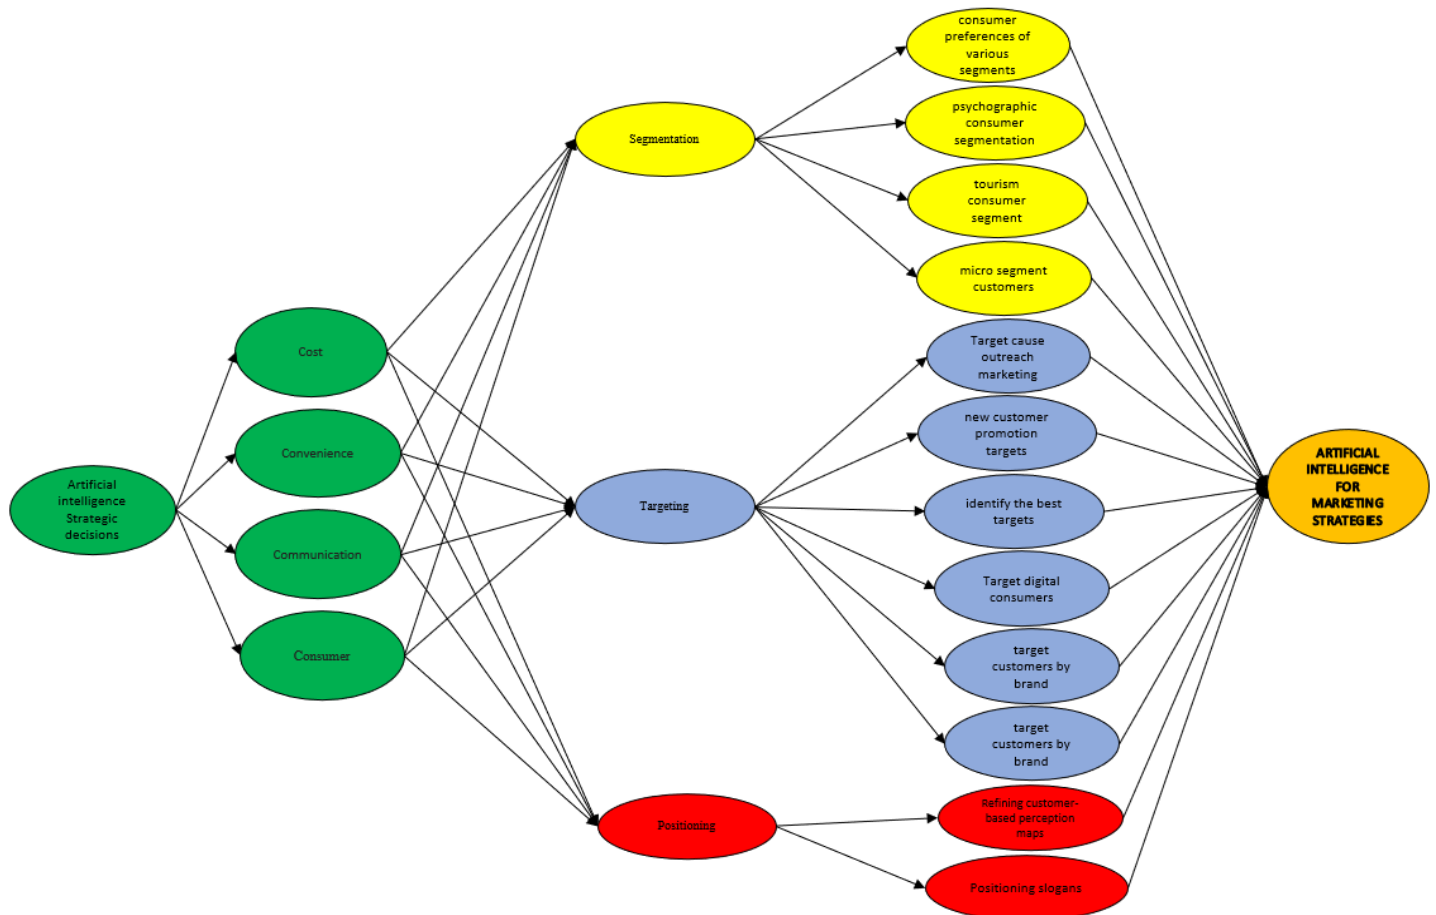 Artificial
intelligence
Strategic
decisions
Cost
Convenience
Communication
Consumer
Segmentation
Targeting
Positioning
consumer
preferences of
various
segments
psychographic
consumer
segmentation
tourism
consumer
segment
micro segment
customers
Target cause
outreach
marketing
new customer
promotion
targets
identify the best
targets
Target digital
consumers
target
customers by
brand
target
customers by
brand
Refining customer-
based perception
maps
Positioning slogans
ARTIFICIAL
INTELLIGENCE
FOR
MARKETING
STRATEGIES